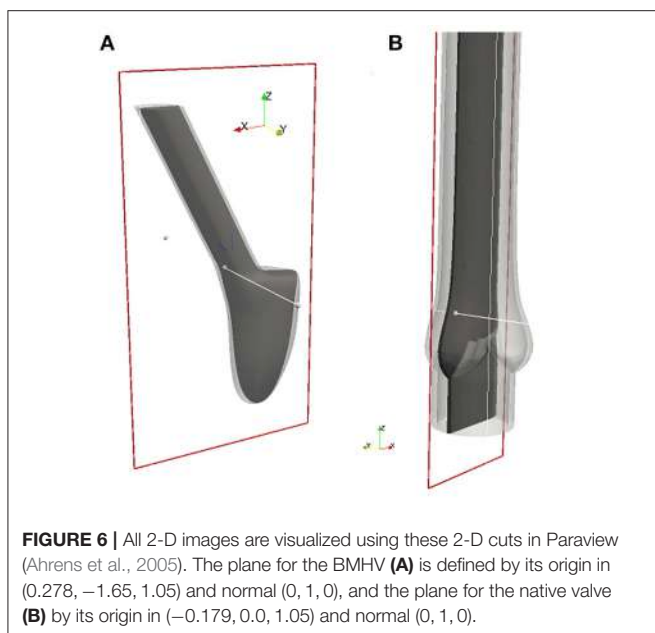 A
B
Z
X
Y
Z
FIGURE 6 | All 2-D images are visualized using these 2-D cuts in Paraview
(Ahrens et al., 2005). The plane for the BMHV (A) is defined by its origin in
(0.278, −1.65, 1.05) and normal (0, 1, 0), and the plane for the native valve
(B) by its origin in (−0.179, 0.0, 1.05) and normal (0, 1, 0).